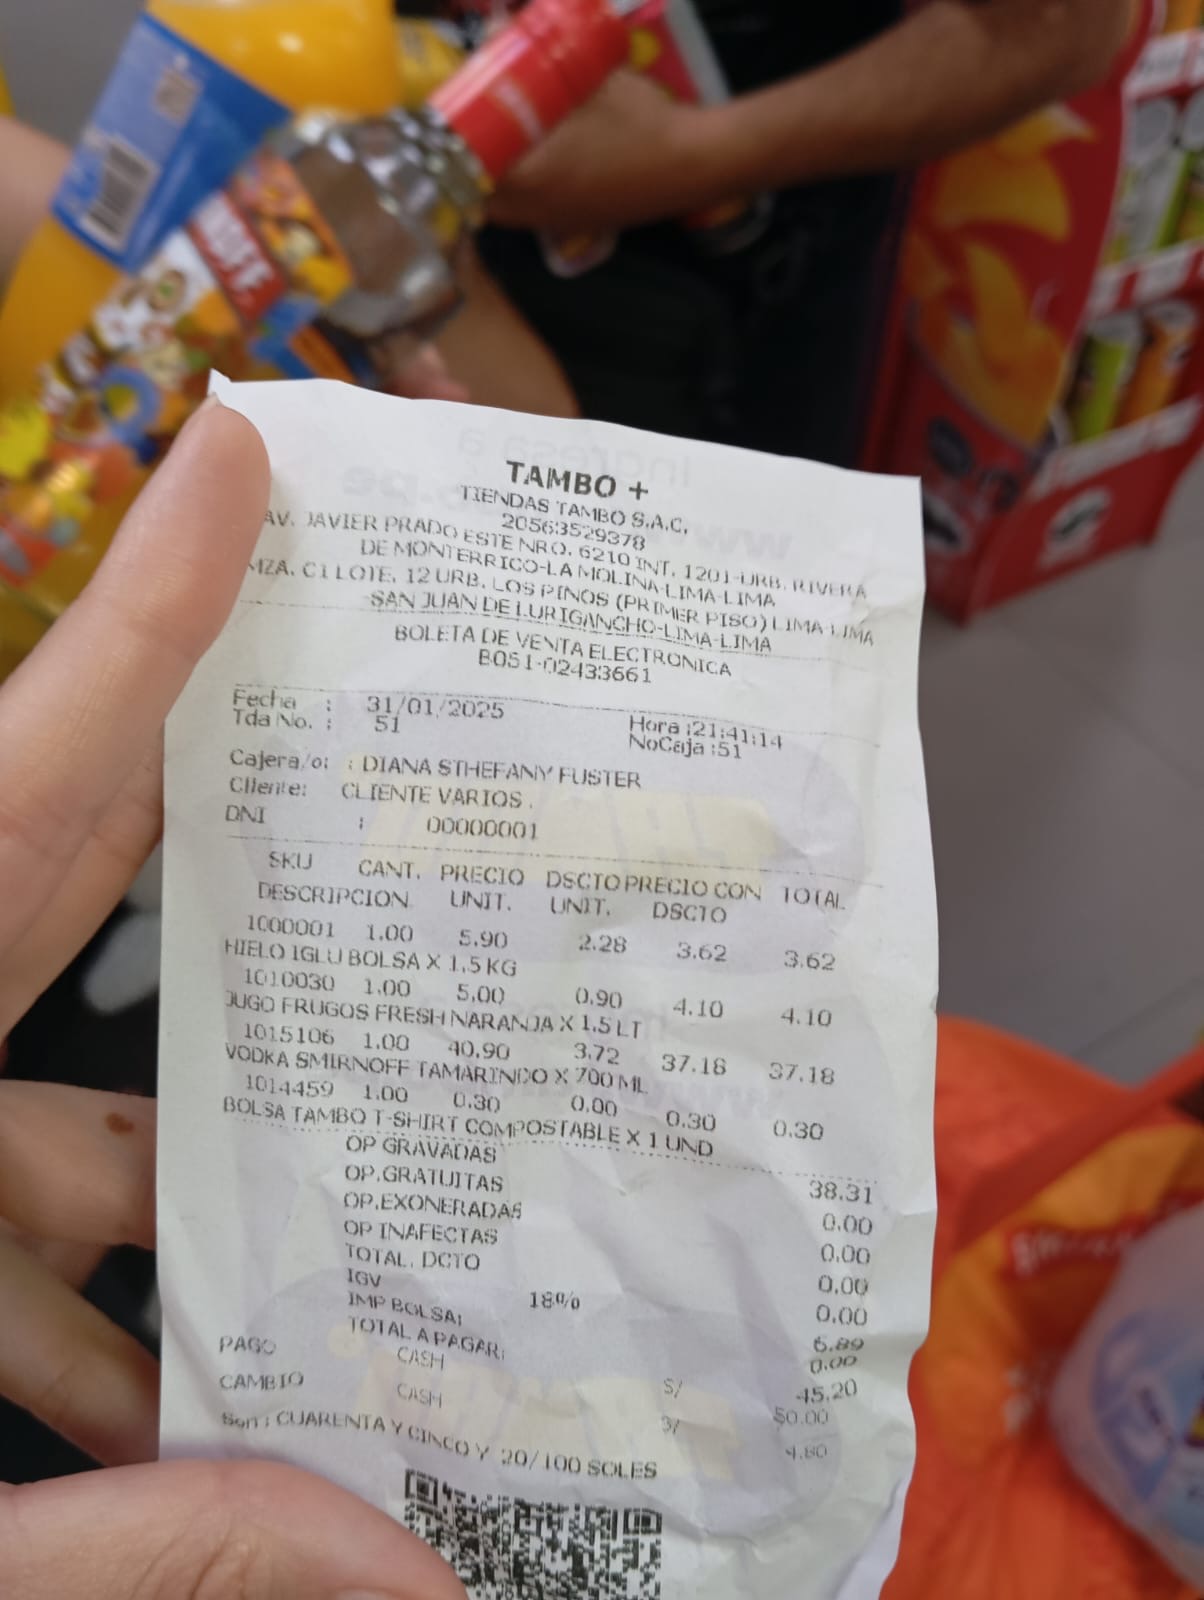 TAMBO +
TIENDAS TAMBO S.A.C.
20563529378
AV. JAVIER PRADO ESTE NRO. 6210 INT. 1201-URB. RIVERA
DE MONTERRICO-LA MOLINA-LIMA-LIMA
MZA. C1 LOTE. 12 URB. LOS PINOS (PRIMER PISO) LIMA-LIMA
-SAN JUAN DE LURIGANCHO-LIMA-LIMA
BOLETA DE VENTA ELECTRONICA
B051-02433661
Fecha : 31/01/2025 Hora :21:41:14
Tda No. : 51 NoCaja :51
Cajera/o: : DIANA STHEFANY FUSTER
Cliente: CLIENTE VARIOS .
DNI : 00000001
SKU CANT. PRECIO DSCTO PRECIO CON TOTAL
DESCRIPCION UNIT. UNIT. DSCTO
1000001 1.00 5.90 2.28 3.62 3.62
HIELO IGLU BOLSA X 1.5 KG
1010030 1.00 5.00 0.90 4.10 4.10
JUGO FRUGOS FRESH NARANJA X 1.5 LT
1015106 1.00 40.90 3.72 37.18 37.18
VODKA SMIRNOFF TAMARINDO X 700 ML
1014459 1.00 0.30 0.00 0.30 0.30
BOLSA TAMBO T-SHIRT COMPOSTABLE X 1 UND
OP GRAVADAS 38.31
OP.GRATUITAS 0.00
OP.EXONERADAS 0.00
OP INAFECTAS 0.00
TOTAL. DCTO 0.00
IGV 18% 6.89
IMP BOLSA: 0.00
TOTAL A PAGAR: S/ 45.20
PAGO CASH S/ 50.00
CAMBIO CASH 4.80
Son : CUARENTA Y CINCO Y 20/100 SOLES